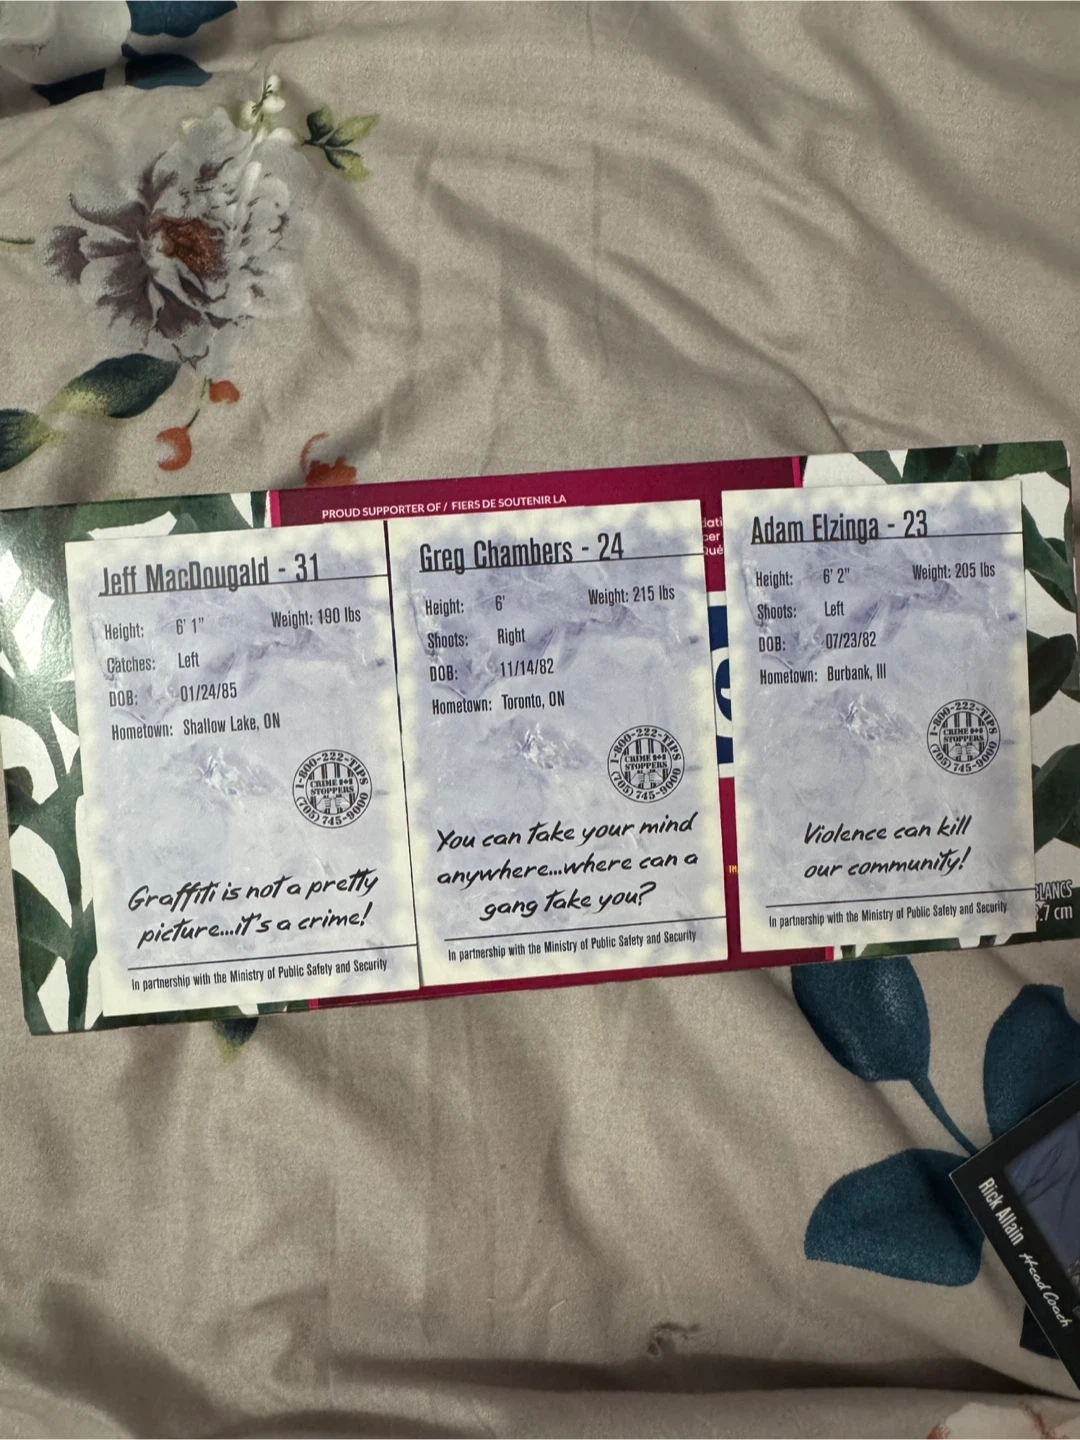 PROUD SUPPORTER OF / FIERS DE SOUTENIR LA
Jeff MacDougald - 31
Height: 6' 1" Weight: 190 lbs
Catches: Left
DOB: 01/24/85
Hometown: Shallow Lake, ON
1-800-222-TIPS
CRIME STOPPERS
(705) 745-9000
Graffiti is not a pretty
picture...it's a crime!
In partnership with the Ministry of Public Safety and Security
Greg Chambers - 24
Height: 6' Weight: 215 lbs
Shoots: Right
DOB: 11/14/82
Hometown: Toronto, ON
1-800-222-TIPS
CRIME STOPPERS
(705) 745-9000
You can take your mind
anywhere...where can a
gang take you?
In partnership with the Ministry of Public Safety and Security
Adam Elzinga - 23
Height: 6' 2" Weight: 205 lbs
Shoots: Left
DOB: 07/23/82
Hometown: Burbank, Ill
1-800-222-TIPS
CRIME STOPPERS
(705) 745-9000
Violence can kill
our community!
In partnership with the Ministry of Public Safety and Security
BLANCS
.7 cm
Rick Allain Head Coach